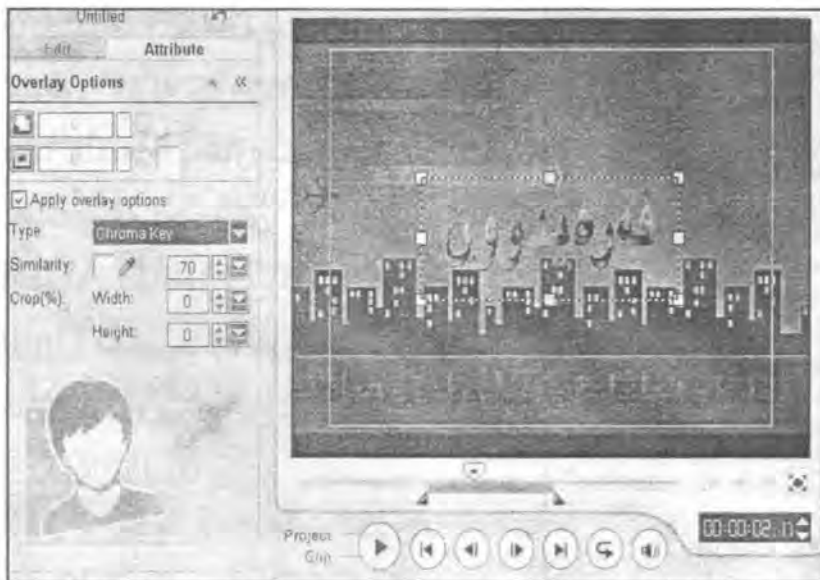 Untitled
Edit Attribute
Overlay Options
Apply overlay options
Type: Chroma Key
Similarity: 70
Crop(%): Width: 0
Height: 0
Project
Clip
00:00:02.11